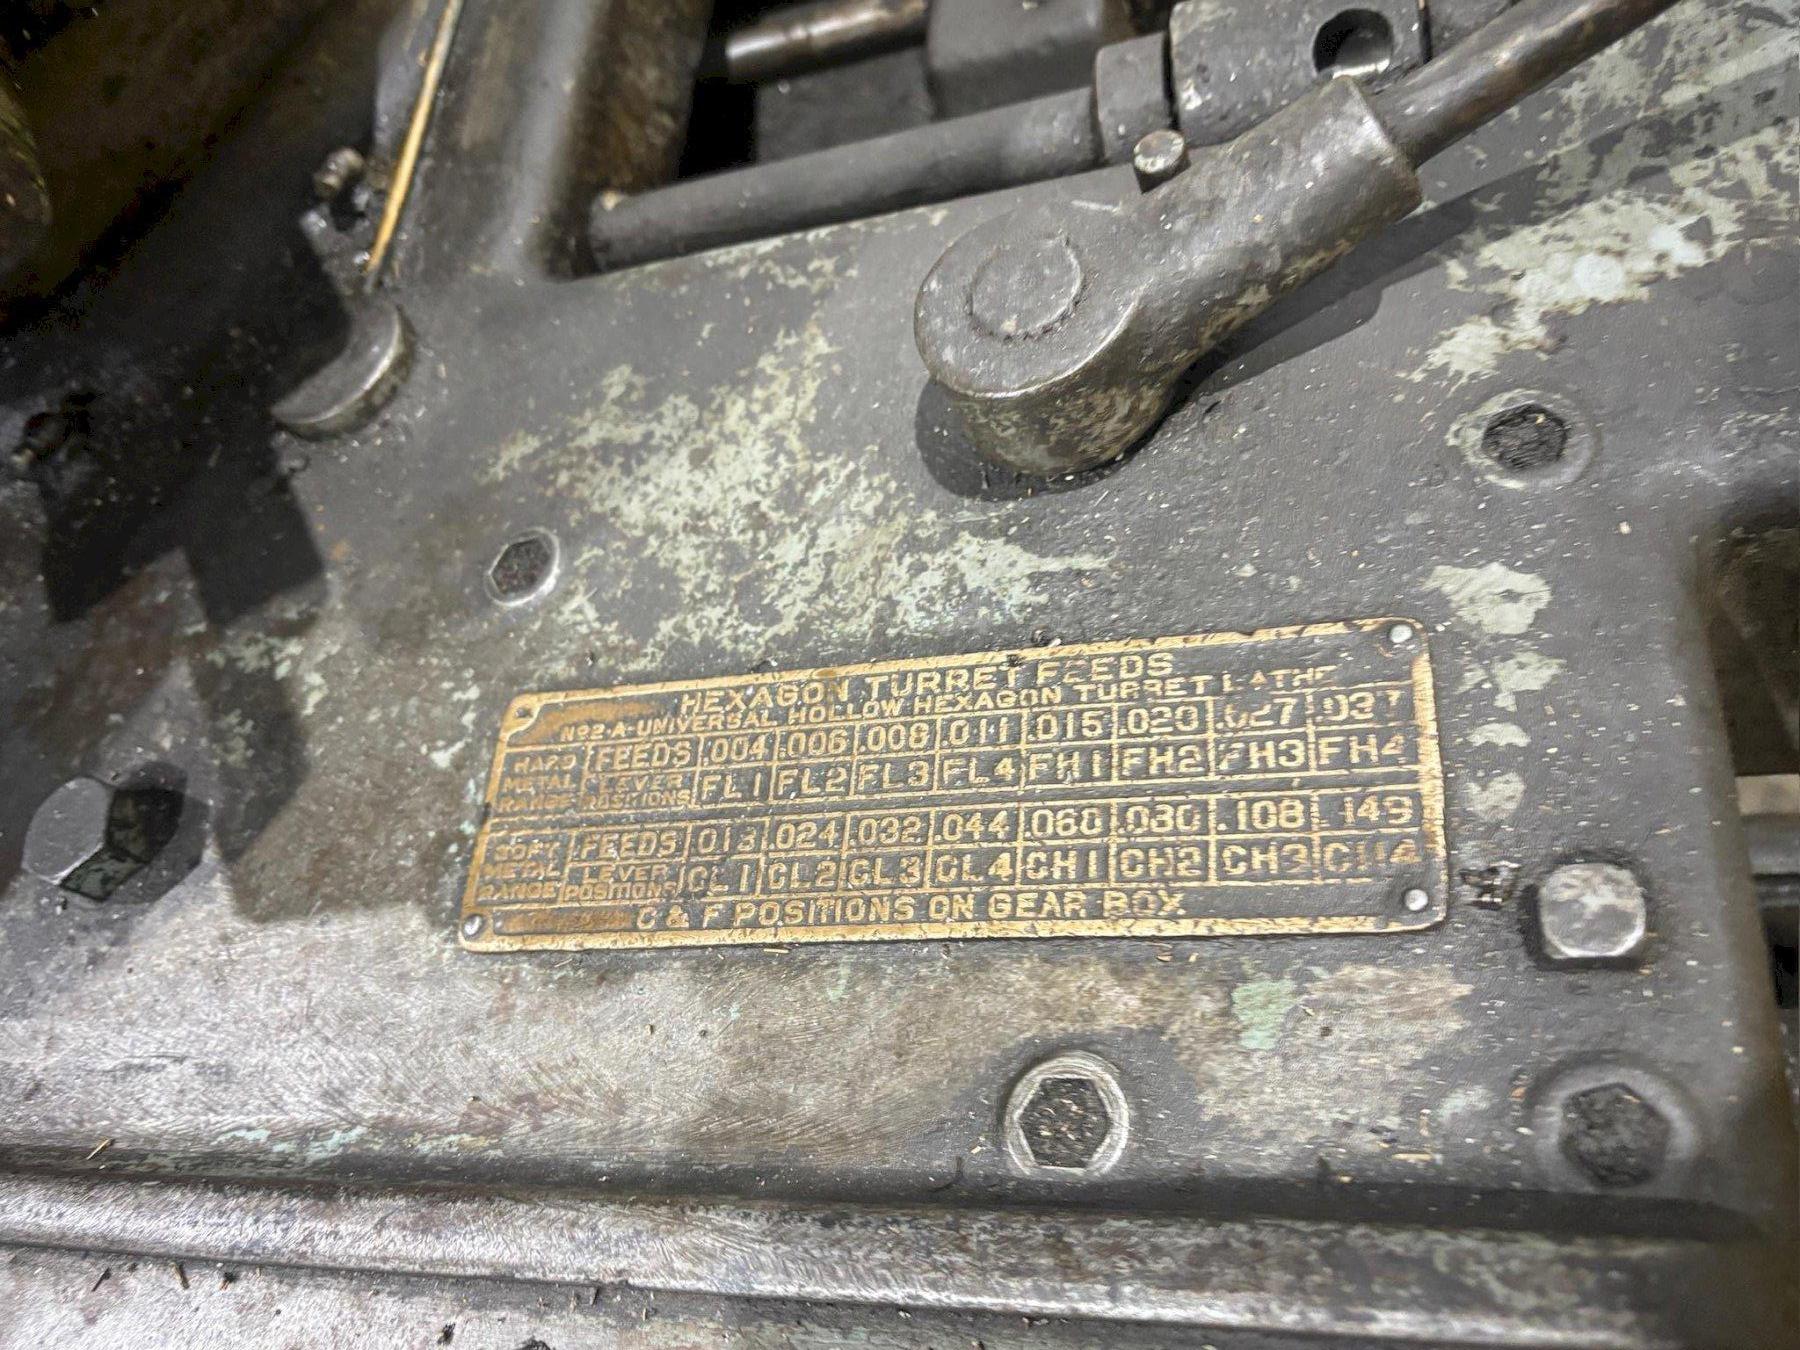 HEXAGON TURRET FEEDS
No2-A-UNIVERSAL HOLLOW HEXAGON TURRET LATHE
HARD METAL RANGE FEEDS .004 .006 .008 .011 .015 .020 .027 .037
LEVER POSITIONS FL1 FL2 FL3 FL4 FH1 FH2 FH3 FH4
SOFT METAL RANGE FEEDS .024 .032 .044 .060 .080 .108 .149
LEVER POSITIONS CL1 CL2 CL3 CL4 CH1 CH2 CH3 CH4
C & F POSITIONS ON GEAR BOX